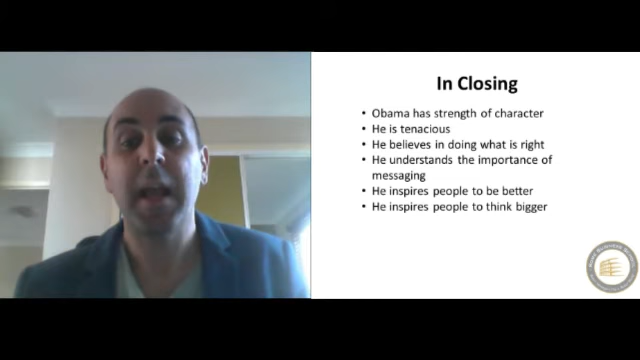 In Closing
• Obama has strength of character
• He is tenacious
• He believes in doing what is right
• He understands the importance of
messaging
• He inspires people to be better
• He inspires people to think bigger